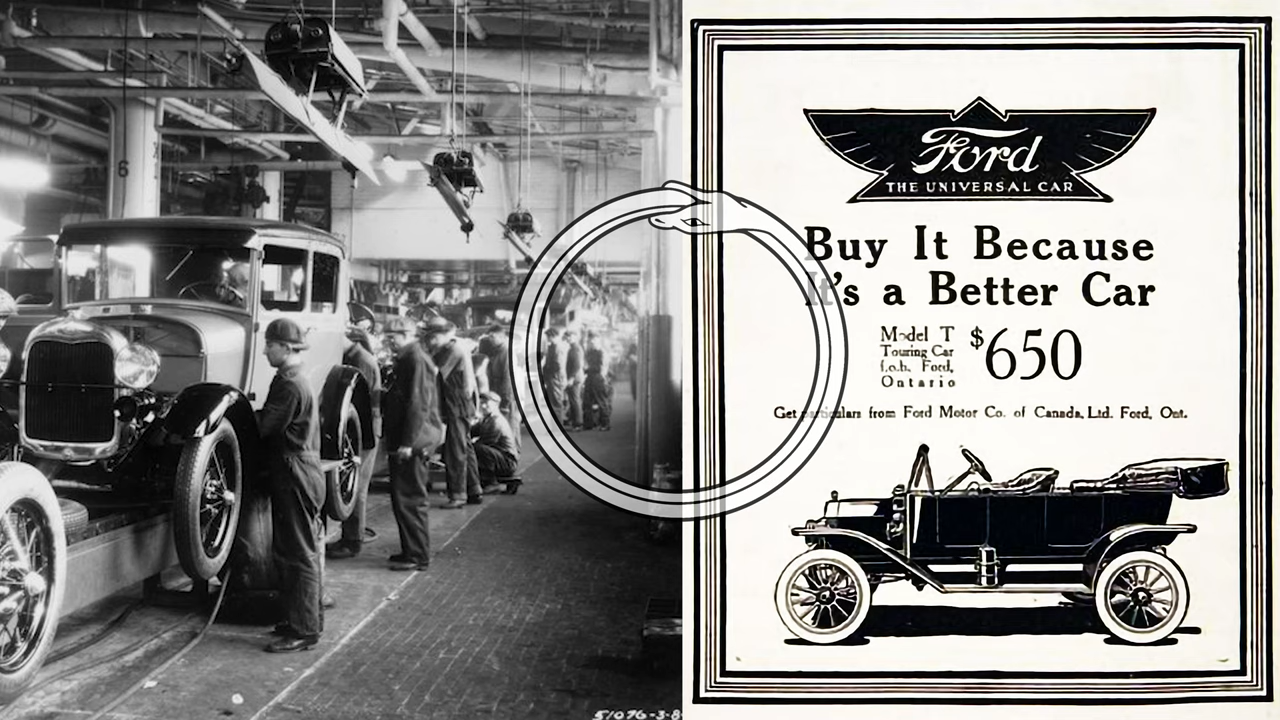 6
51076-3-8
Ford
THE UNIVERSAL CAR
Buy It Because
It's a Better Car
Model T
Touring Car
f.o.b. Ford,
Ontario
$650
Get particulars from Ford Motor Co. of Canada, Ltd. Ford, Ont.